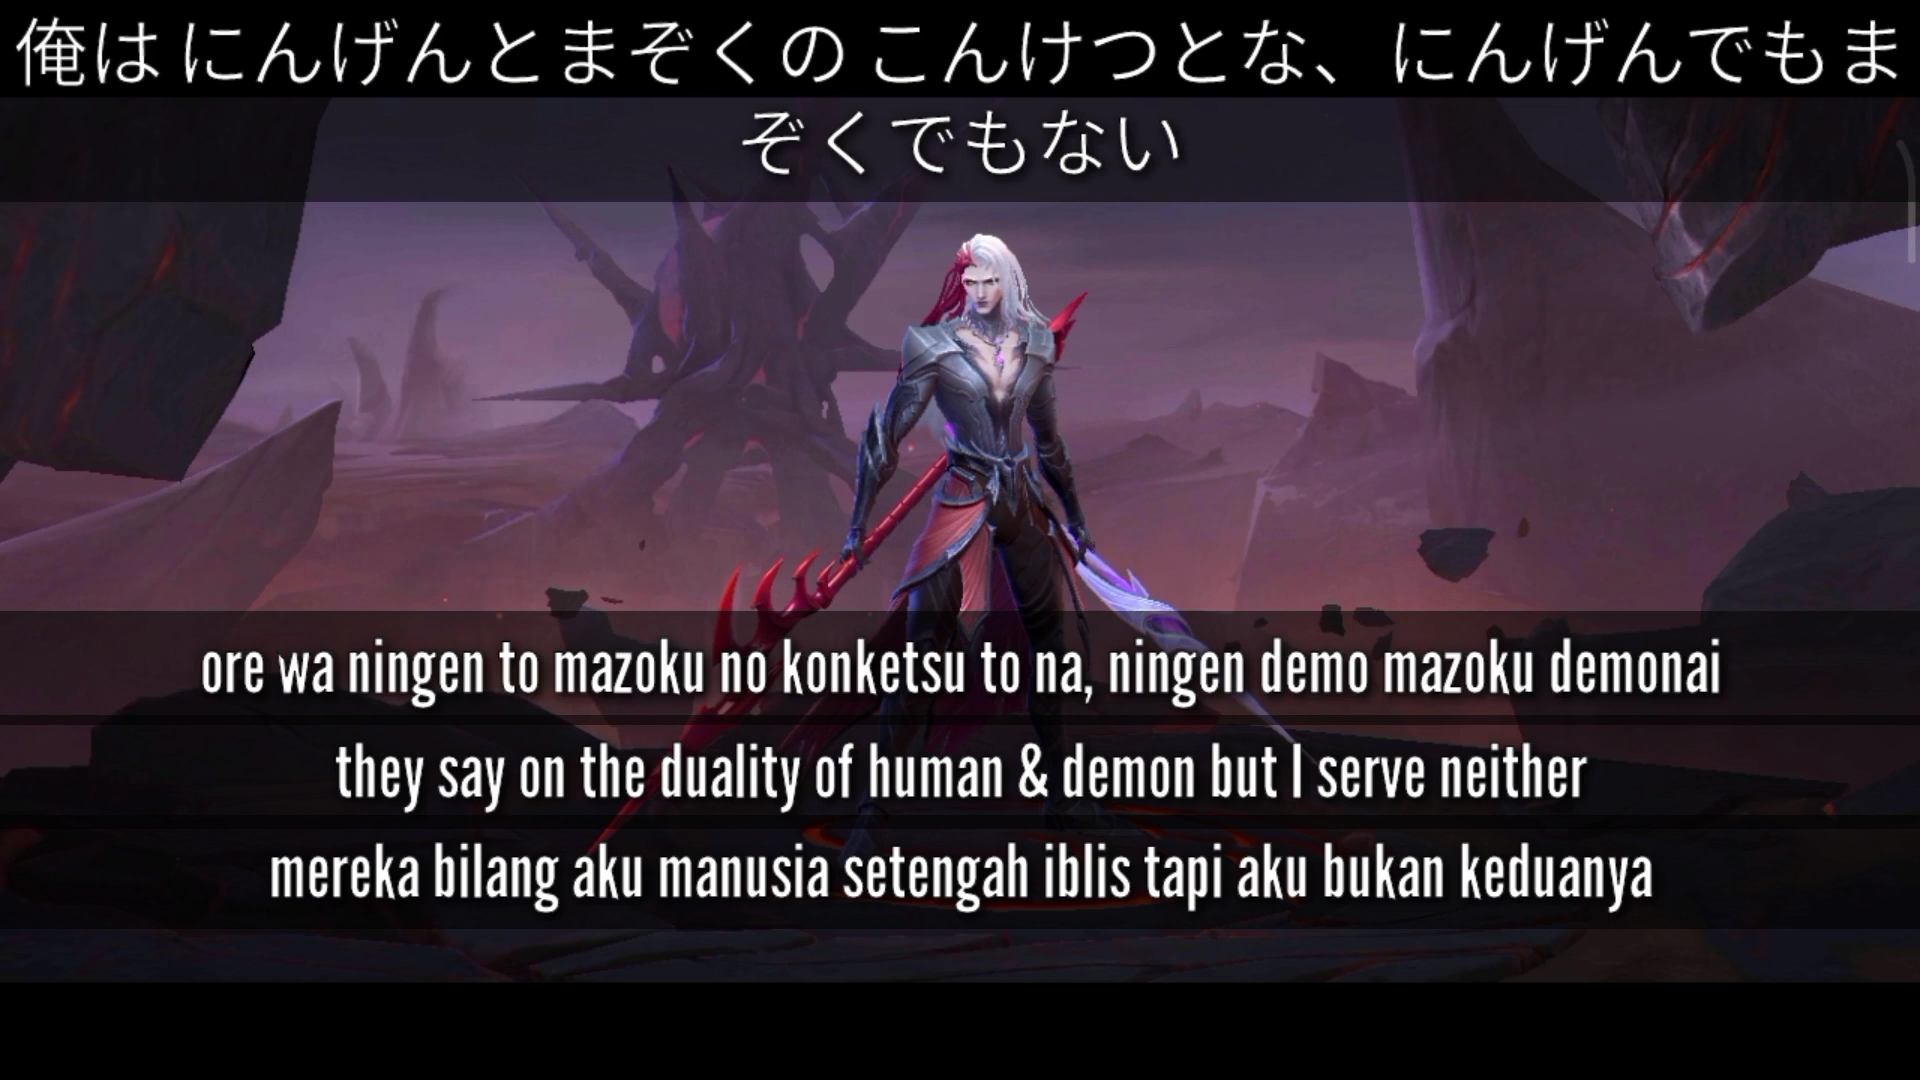 俺は にんげんとまぞくの こんけつとな、にんげんでもま
ぞくでもない
ore wa ningen to mazoku no konketsu to na, ningen demo mazoku demonai
they say on the duality of human & demon but I serve neither
mereka bilang aku manusia setengah iblis tapi aku bukan keduanya